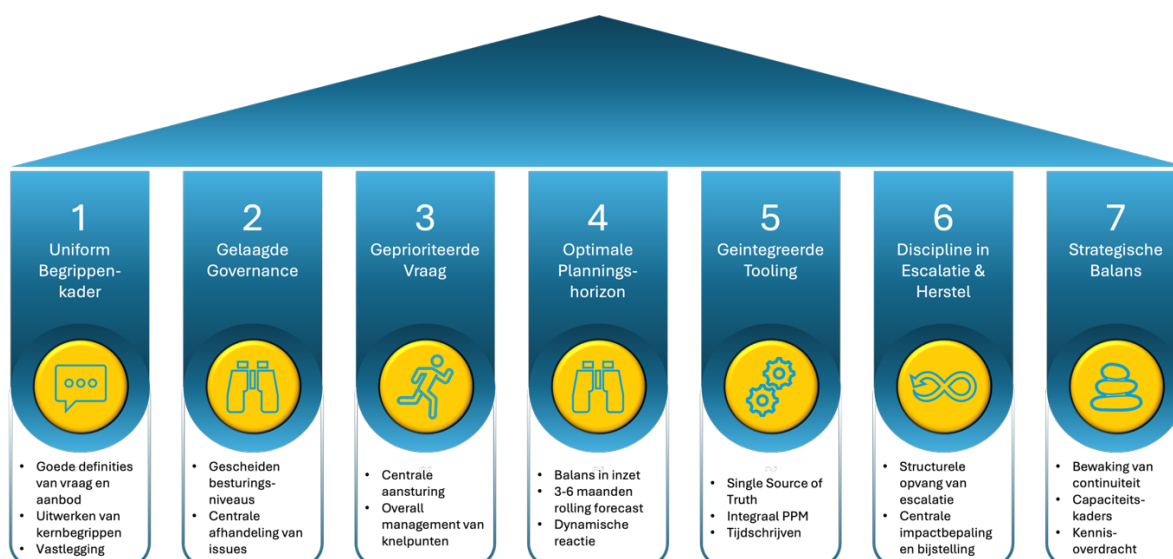 1
Uniform
Begrippen-
kader
• Goede definities
van vraag en
aanbod
• Uitwerken van
kernbegrippen
• Vastlegging
2
Gelaagde
Governance
• Gescheiden
besturings-
niveaus
• Centrale
afhandeling van
issues
3
Geprioriteerde
Vraag
• Centrale
aansturing
• Overall
management van
knelpunten
4
Optimale
Plannings-
horizon
• Balans in inzet
• 3-6 maanden
rolling forecast
• Dynamische
reactie
5
Geintegreerde
Tooling
• Single Source of
Truth
• Integraal PPM
• Tijdschrijven
6
Discipline in
Escalatie &
Herstel
• Structurele
opvang van
escalatie
• Centrale
impactbepaling
en bijstelling
7
Strategische
Balans
• Bewaking van
continuiteit
• Capaciteits-
kaders
• Kennis-
overdracht